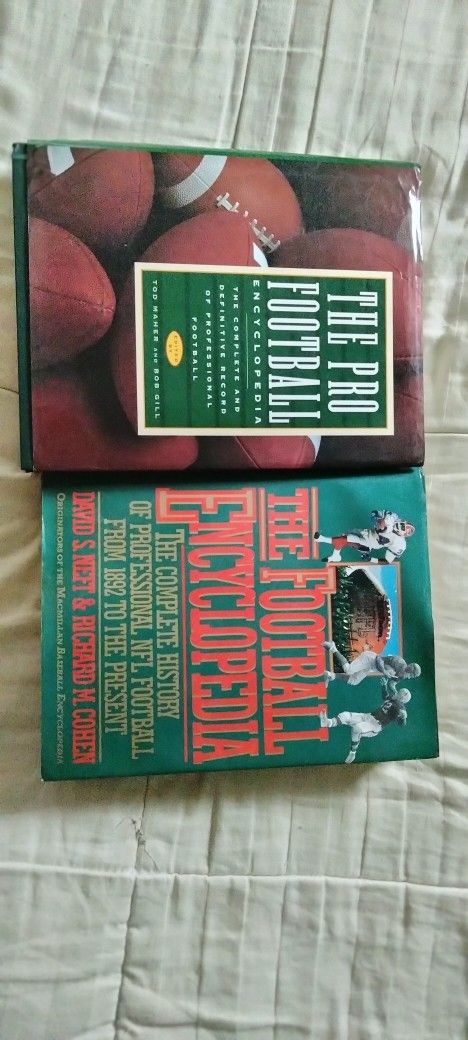 THE PRO
FOOTBALL
ENCYCLOPEDIA
THE COMPLETE AND
DEFINITIVE RECORD
OF PROFESSIONAL
FOOTBALL
EDITED BY
TOD MAHER AND BOB GILL
THE FOOTBALL
ENCYCLOPEDIA
THE COMPLETE HISTORY
OF PROFESSIONAL NFL FOOTBALL
FROM 1892 TO THE PRESENT
DAVID S. NEFT & RICHARD M. COHEN
ORIGINATORS OF THE MACMILLAN BASEBALL ENCYCLOPEDIA